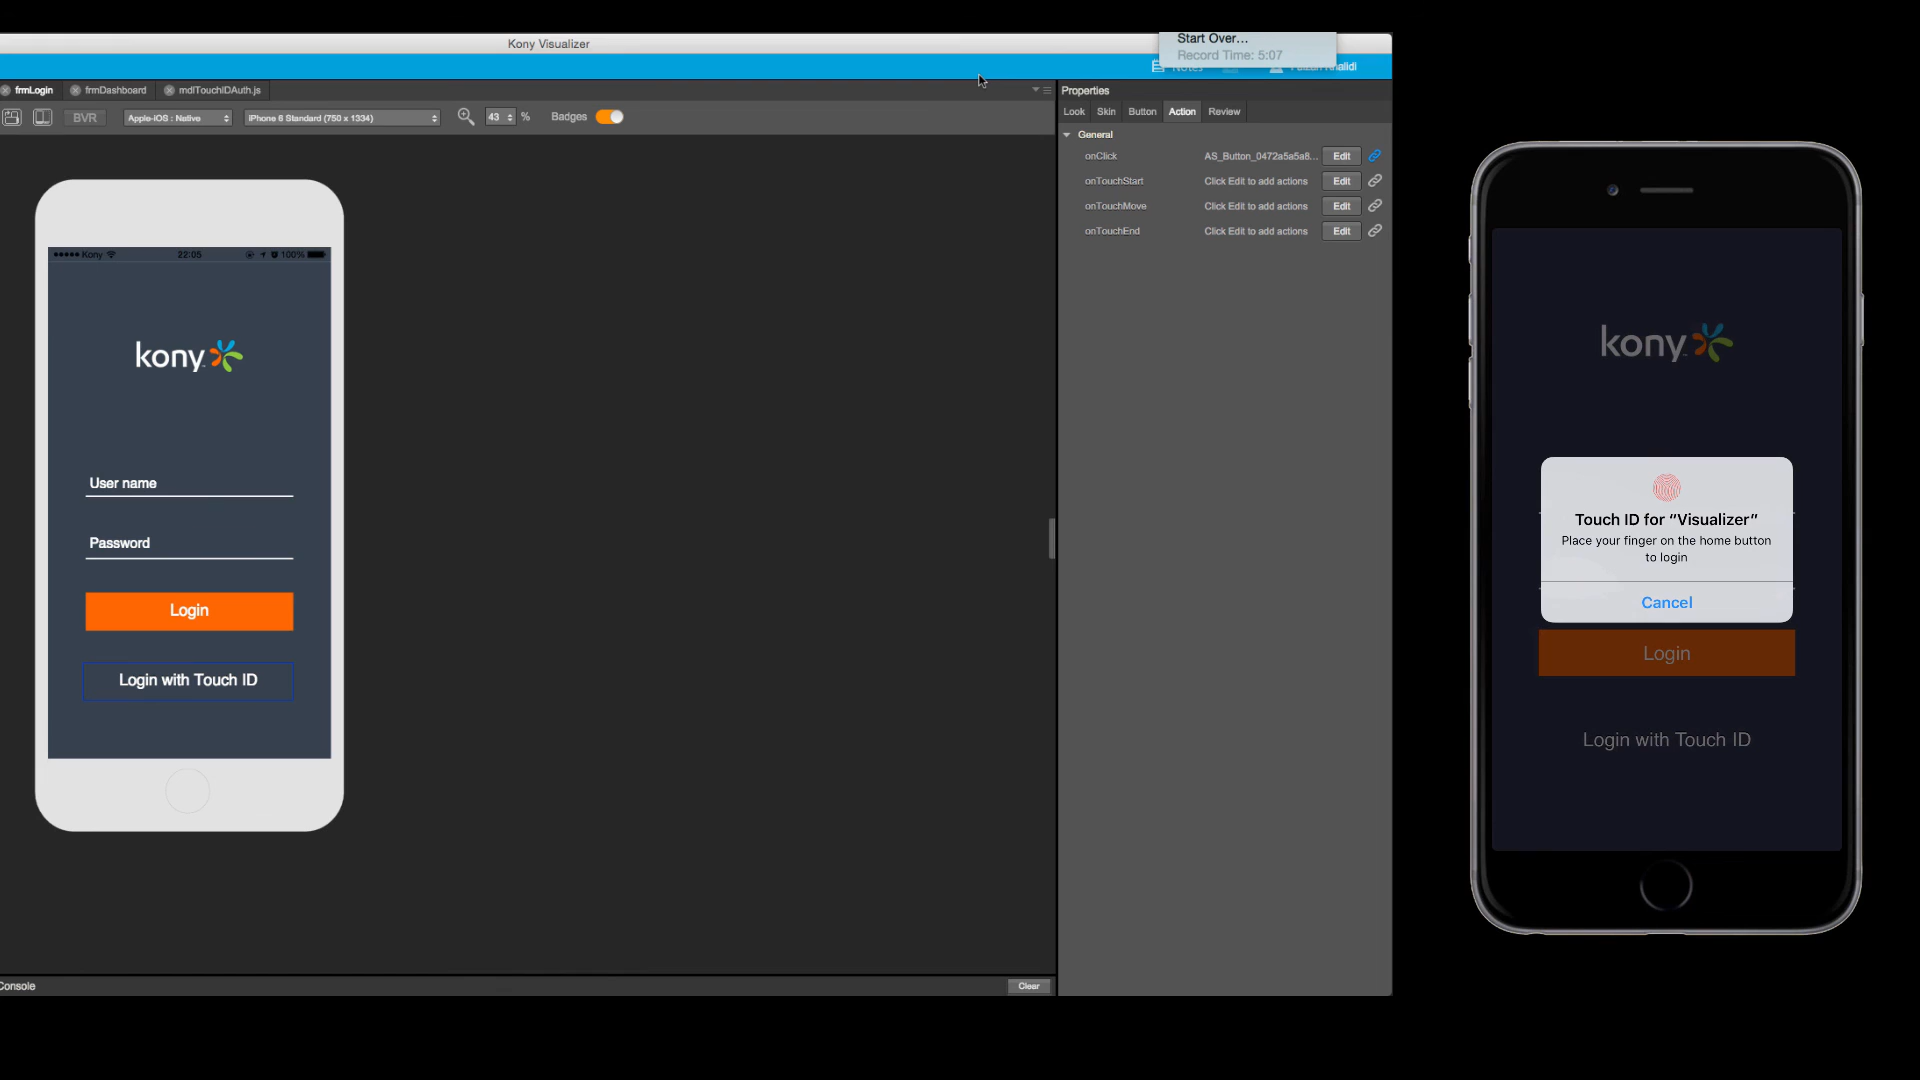 Kony Visualizer
Start Over...
Record Time: 5:07
Notes
Faizan Khalidi
frmLogin
frmDashboard
mdlTouchIDAuth.js
BVR
Apple-iOS : Native
iPhone 6 Standard (750 x 1334)
43 %
Badges
Properties
Look
Skin
Button
Action
Review
General
onClick
AS_Button_0472a5a5a8...
Edit
onTouchStart
Click Edit to add actions
Edit
onTouchMove
Click Edit to add actions
Edit
onTouchEnd
Click Edit to add actions
Edit
Kony
22:05
100%
kony
User name
Password
Login
Login with Touch ID
Console
Clear
kony
Touch ID for “Visualizer”
Place your finger on the home button
to login
Cancel
Login
Login with Touch ID